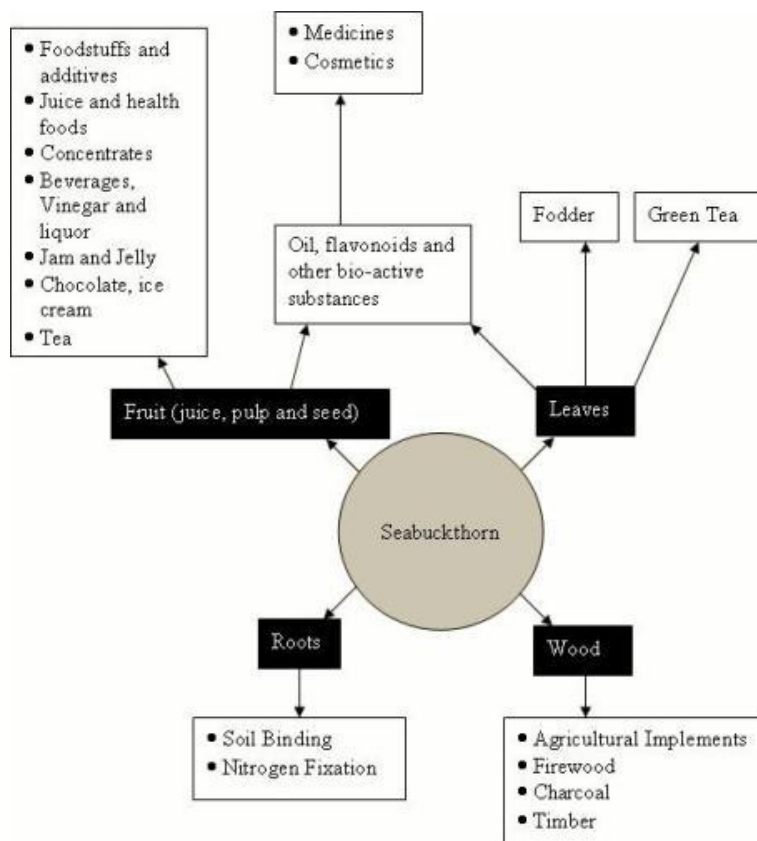 • Foodstuffs and
additives
• Juice and health
foods
• Concentrates
• Beverages,
Vinegar and
liquor
• Jam and Jelly
• Chocolate, ice
cream
• Tea
• Medicines
• Cosmetics
Oil, flavonoids and
other bio-active
substances
Fodder
Green Tea
Fruit (juice, pulp and seed)
Leaves
Seabuckthorn
Roots
Wood
• Soil Binding
• Nitrogen Fixation
• Agricultural Implements
• Firewood
• Charcoal
• Timber